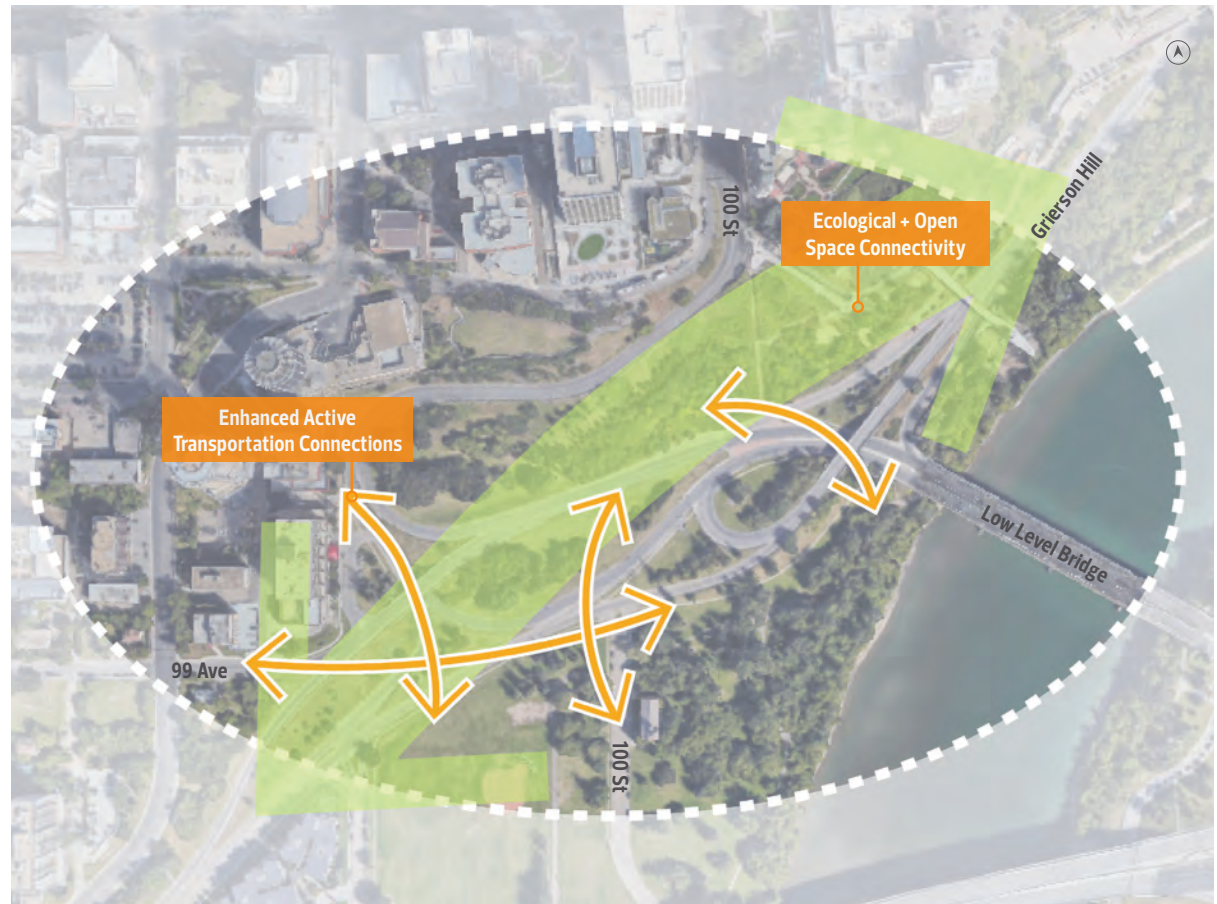 100 St
Grierson Hill
Ecological + Open
Space Connectivity
Enhanced Active
Transportation Connections
Low Level Bridge
99 Ave
100 St